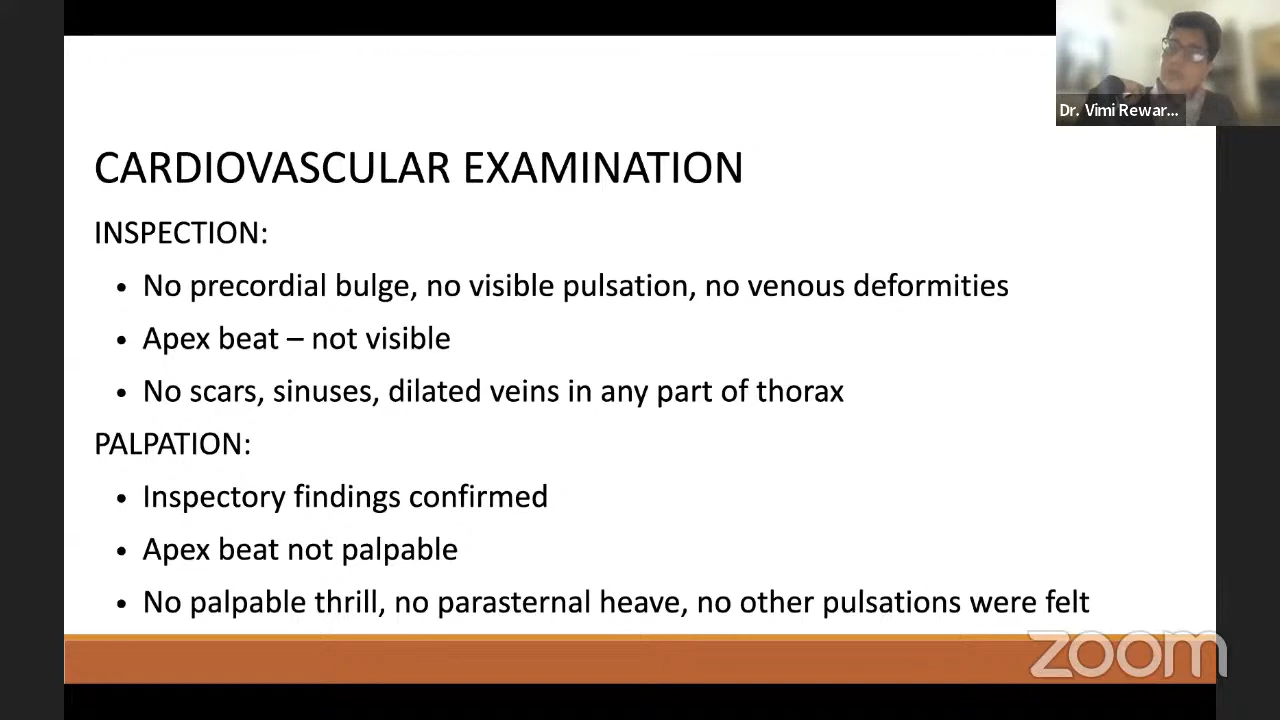 Dr. Vimi Rewar...
CARDIOVASCULAR EXAMINATION
INSPECTION:
• No precordial bulge, no visible pulsation, no venous deformities
• Apex beat – not visible
• No scars, sinuses, dilated veins in any part of thorax
PALPATION:
• Inspectory findings confirmed
• Apex beat not palpable
• No palpable thrill, no parasternal heave, no other pulsations were felt
zoom